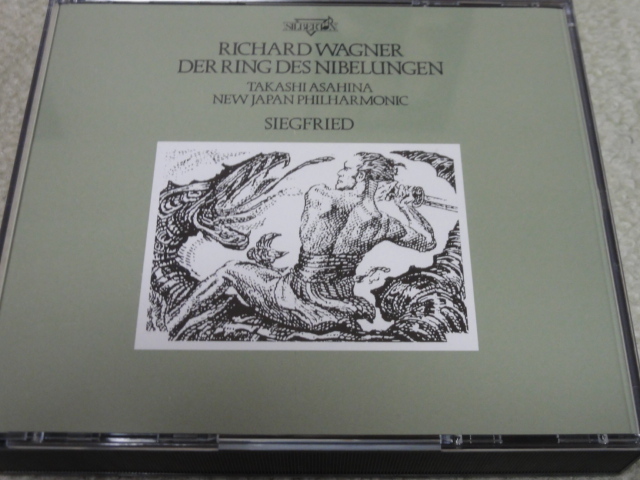 RICHARD WAGNER
DER RING DES NIBELUNGEN
TAKASHI ASAHINA
NEW JAPAN PHILHARMONIC
SIEGFRIED